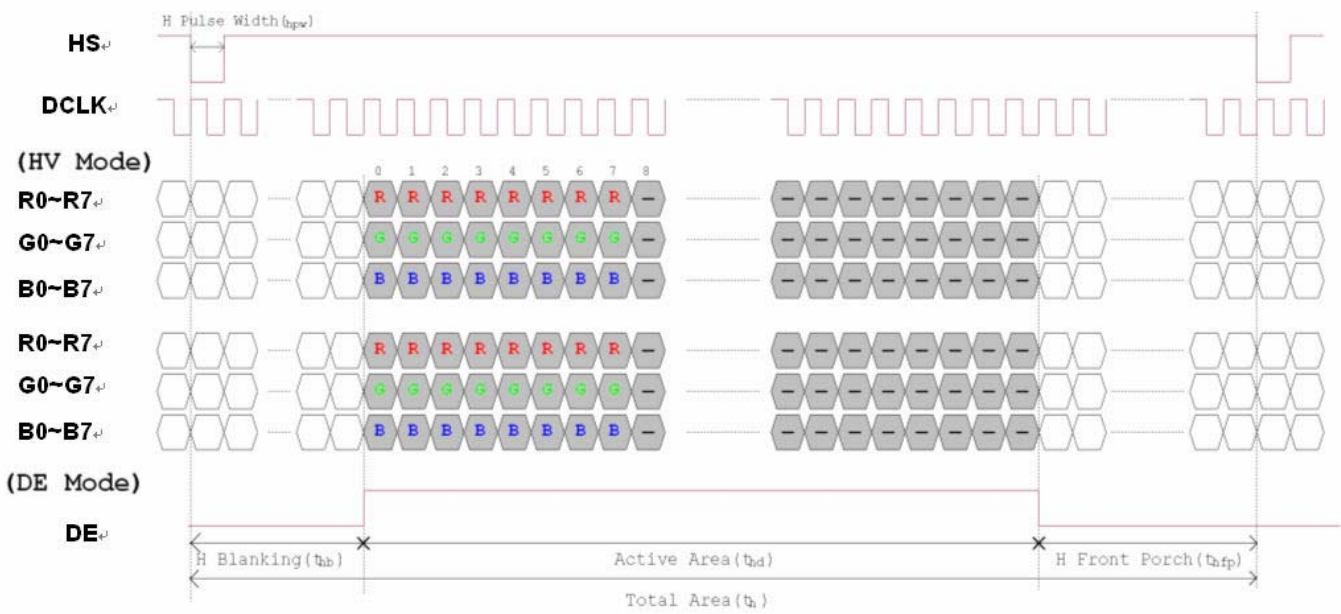 H Pulse Width(thpw)
HS↵
DCLK↵
(HV Mode)
0 1 2 3 4 5 6 7 8
R0~R7↵ R R R R R R R R – – – – – – – – –
G0~G7↵ G G G G G G G G – – – – – – – – –
B0~B7↵ B B B B B B B B – – – – – – – – –
R0~R7↵ R R R R R R R R – – – – – – – – –
G0~G7↵ G G G G G G G G – – – – – – – – –
B0~B7↵ B B B B B B B B – – – – – – – – –
(DE Mode)
DE↵
H Blanking(thb) Active Area(thd) H Front Porch(thfp)
Total Area(th)